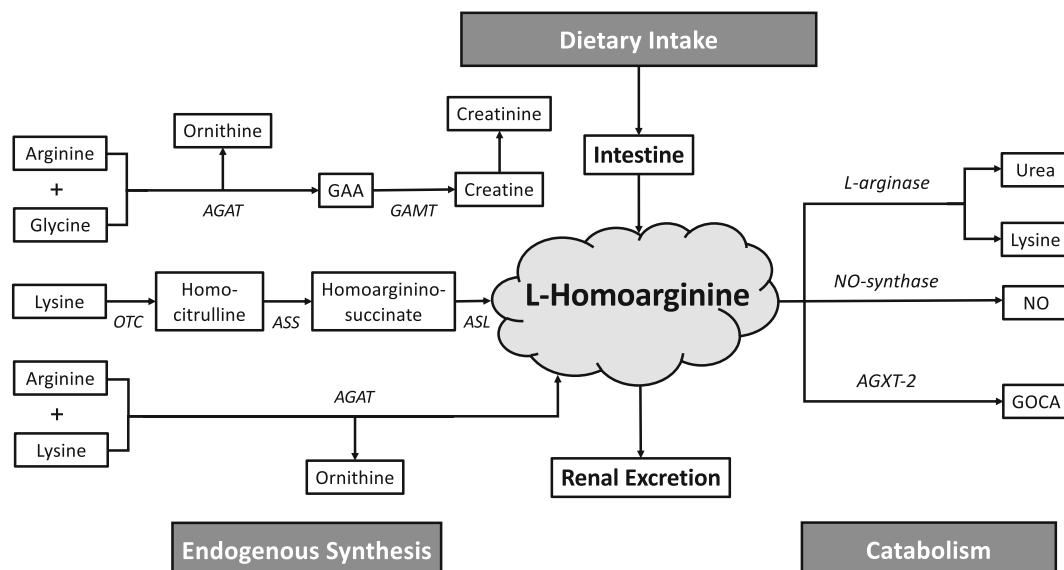 Dietary Intake
Creatinine
Ornithine
Arginine
+
Glycine
AGAT
GAA
GAMT
Creatine
Intestine
L-arginase
Urea
Lysine
Lysine
OTC
Homo-
citrulline
ASS
Homoarginino-
succinate
ASL
L-Homoarginine
NO-synthase
NO
Arginine
+
Lysine
AGAT
Ornithine
AGXT-2
GOCA
Renal Excretion
Endogenous Synthesis
Catabolism